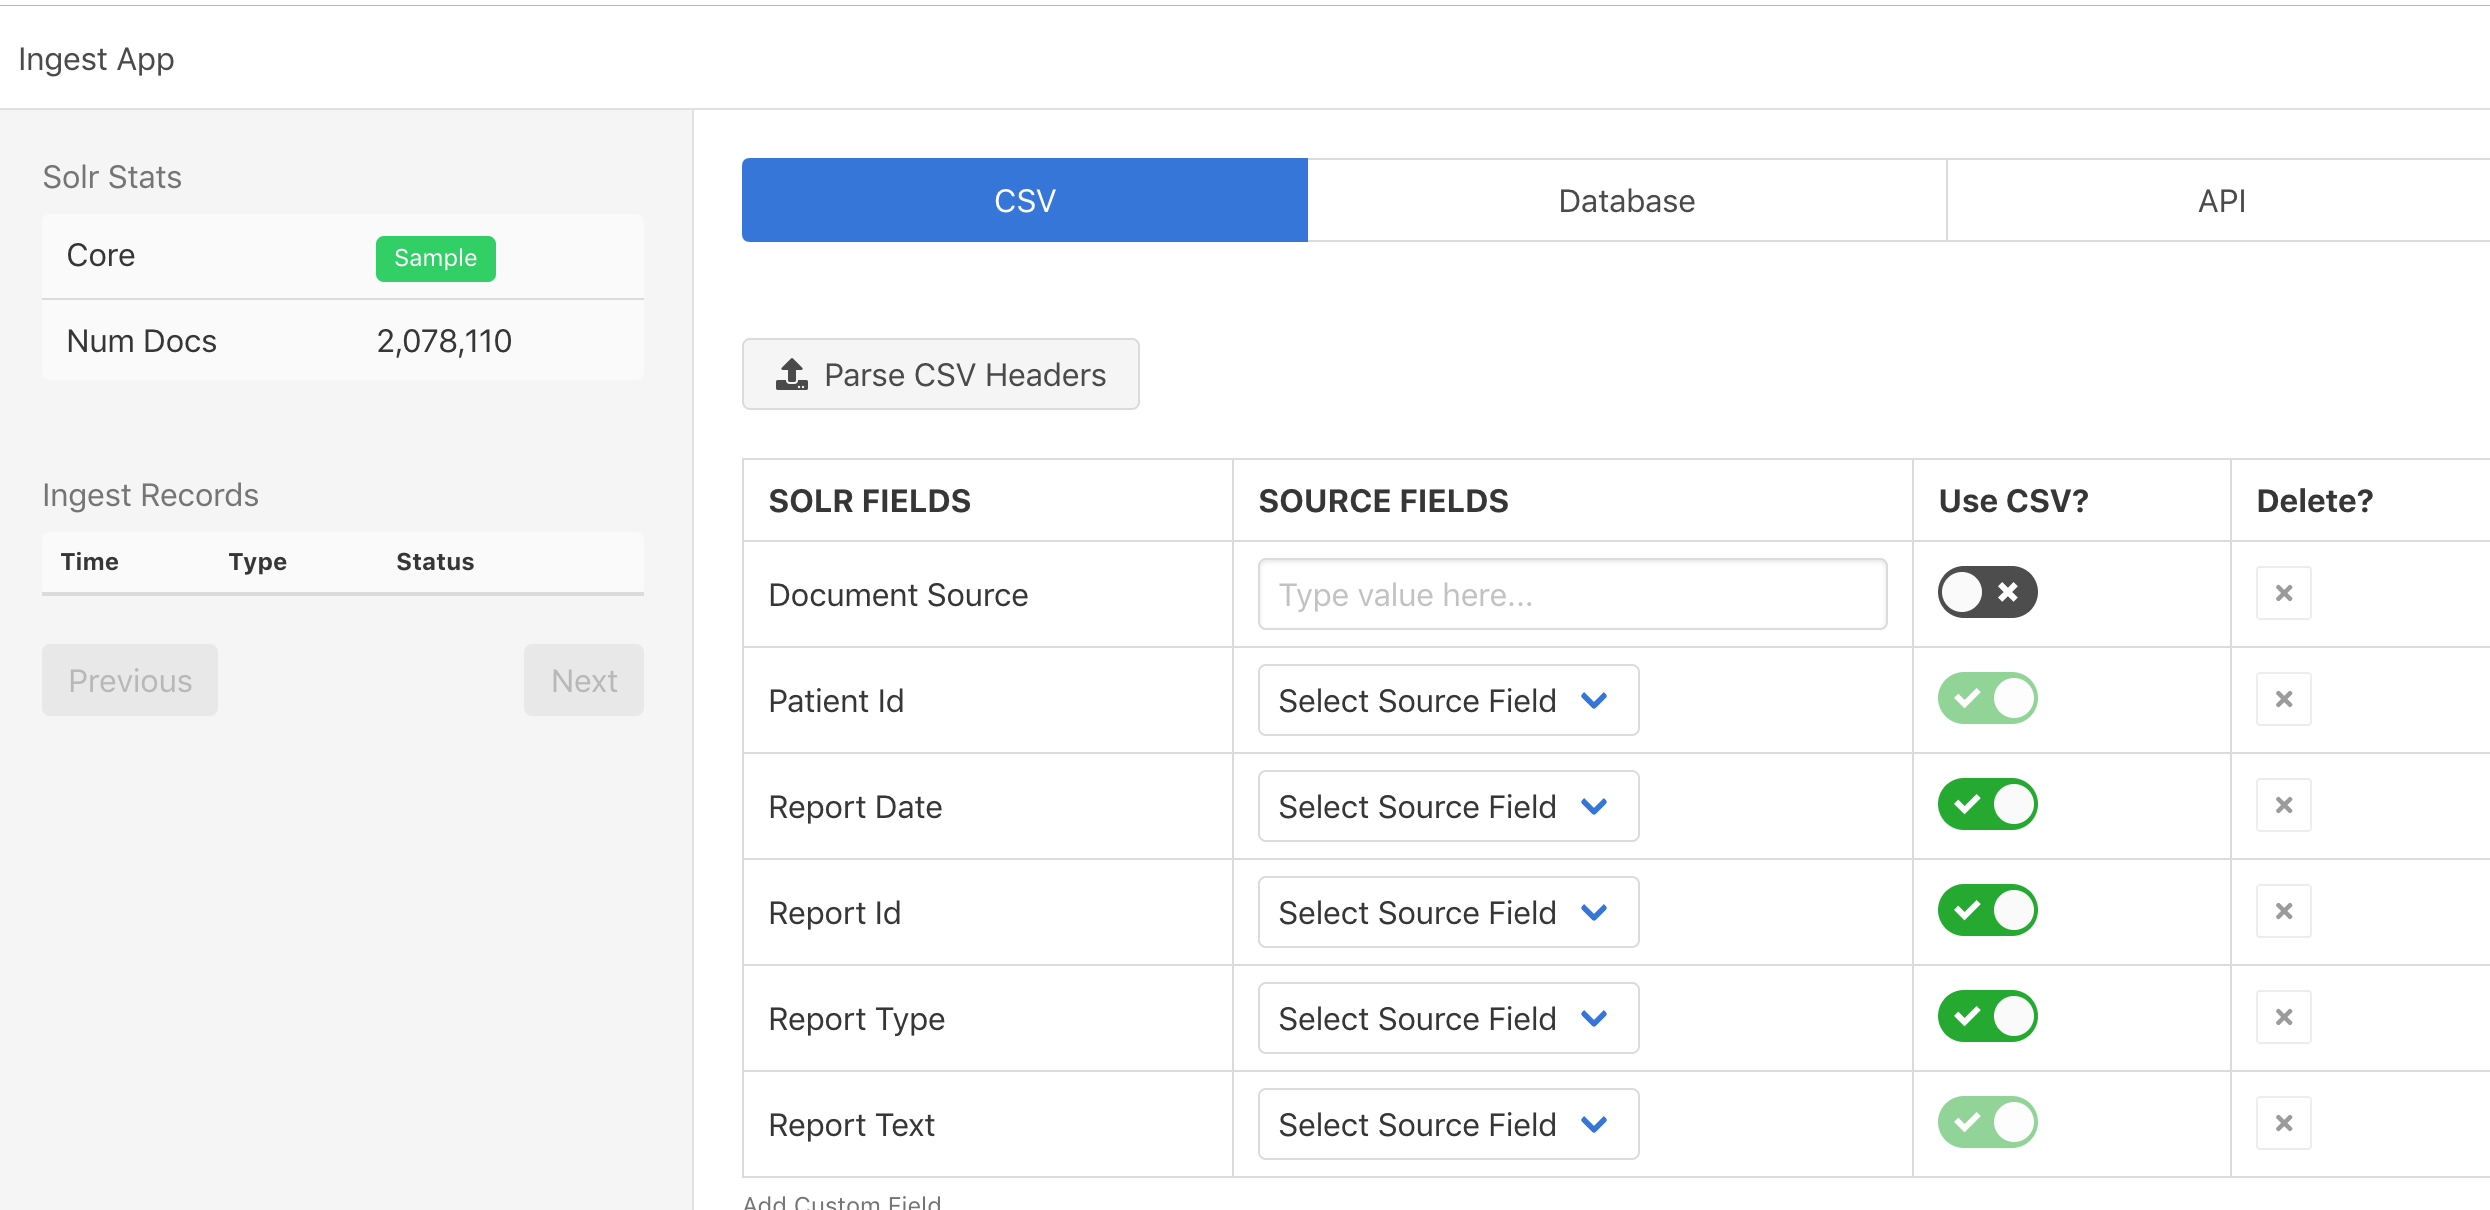 Ingest App
Solr Stats
Core Sample
Num Docs 2,078,110
Ingest Records
Time Type Status
Previous Next
CSV Database API
Parse CSV Headers
SOLR FIELDS SOURCE FIELDS Use CSV? Delete?
Document Source Type value here...
Patient Id Select Source Field
Report Date Select Source Field
Report Id Select Source Field
Report Type Select Source Field
Report Text Select Source Field
Add Custom Field